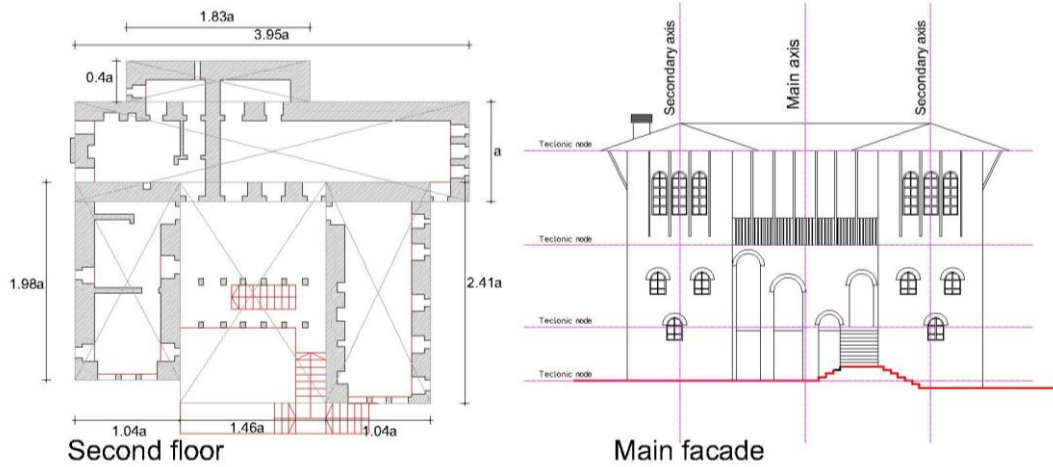 1.83a
3.95a
0.4a
a
1.98a
2.41a
1.04a
1.46a
1.04a
Second floor
Secondary axis
Main axis
Secondary axis
Teclonic node
Teclonic node
Teclonic node
Teclonic node
Main facade